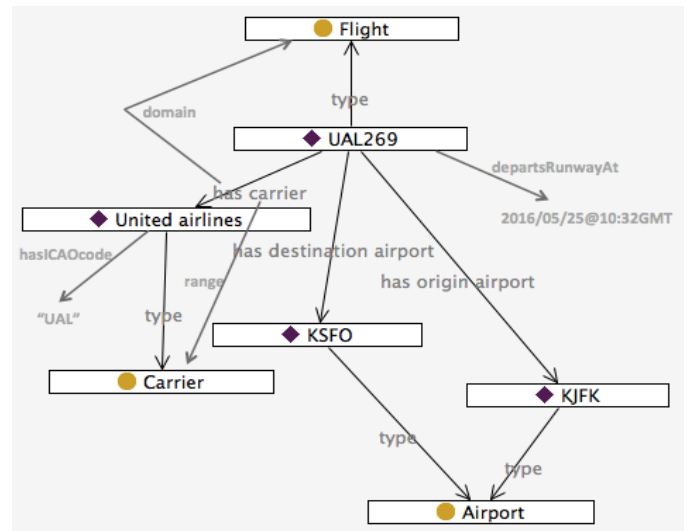 Flight
domain
type
UAL269
departsRunwayAt
has carrier
United airlines
2016/05/25@10:32GMT
hasICAOcode
has destination airport
range
has origin airport
“UAL”
type
KSFO
Carrier
KJFK
type
type
Airport